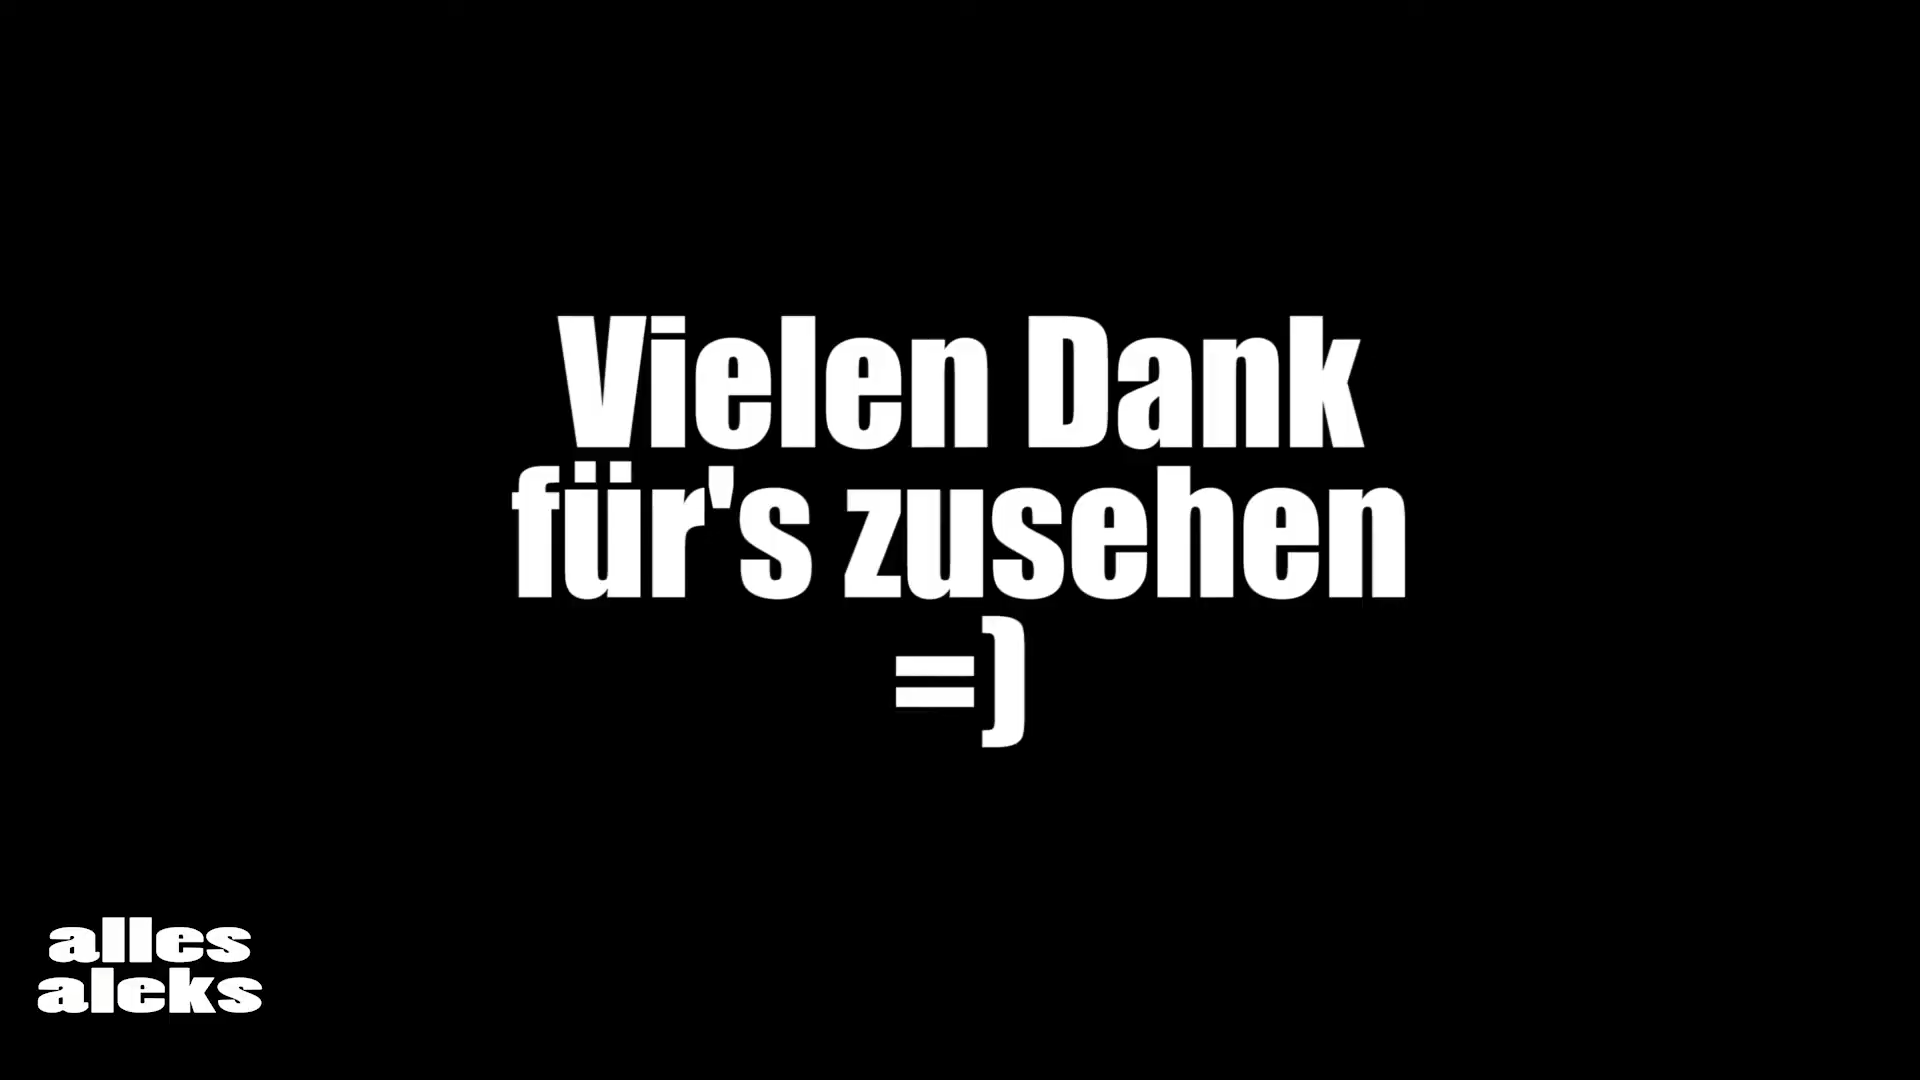 Vielen Dank
für's zusehen
=)
alles
aleks